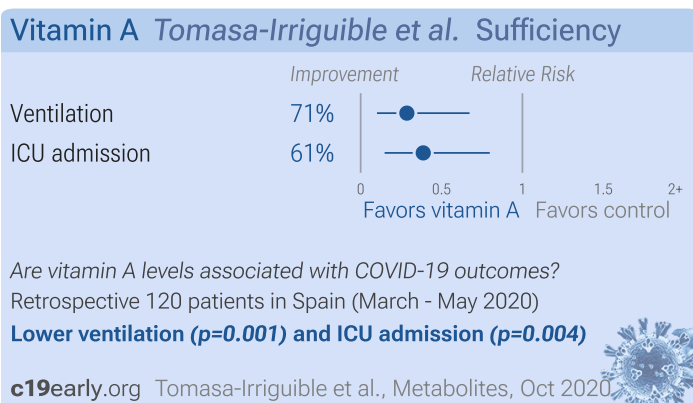 Vitamin A Tomasa-Irriguible et al. Sufficiency
Improvement Relative Risk
Ventilation 71%
ICU admission 61%
0 0.5 1 1.5 2+
Favors vitamin A Favors control
Are vitamin A levels associated with COVID-19 outcomes?
Retrospective 120 patients in Spain (March - May 2020)
Lower ventilation (p=0.001) and ICU admission (p=0.004)
c19early.org Tomasa-Irriguible et al., Metabolites, Oct 2020